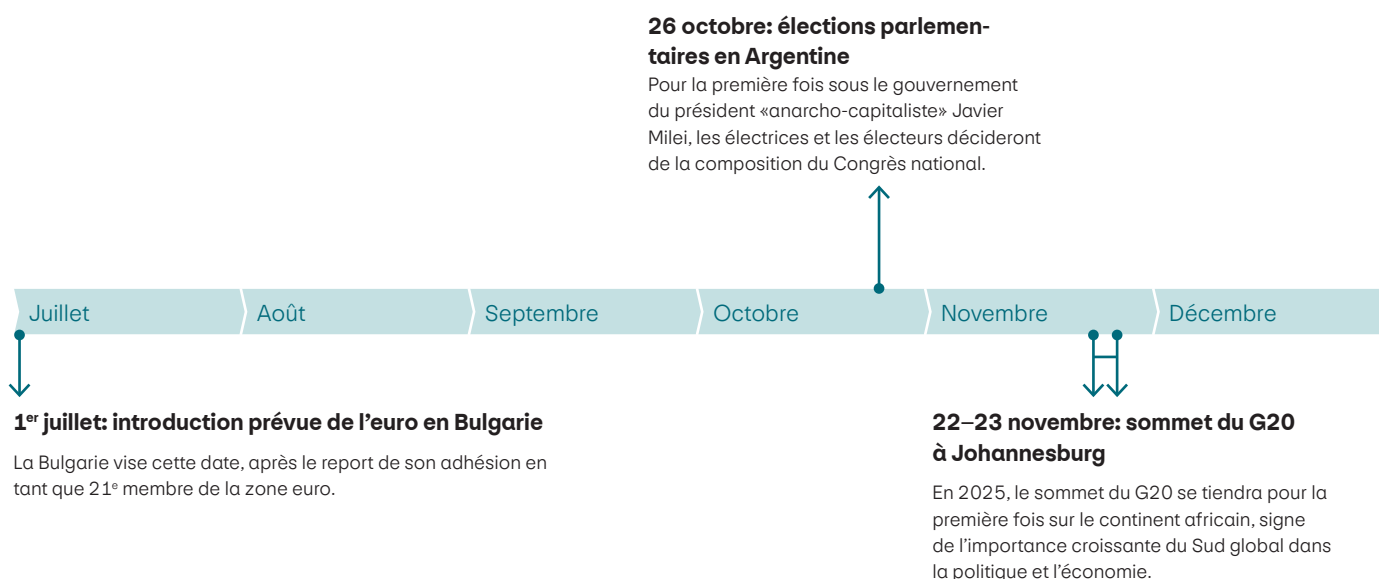 26 octobre: élections parlemen-
taires en Argentine
Pour la première fois sous le gouvernement
du président «anarcho-capitaliste» Javier
Milei, les électrices et les électeurs décideront
de la composition du Congrès national.
Juillet
Août
Septembre
Octobre
Novembre
Décembre
1er juillet: introduction prévue de l’euro en Bulgarie
La Bulgarie vise cette date, après le report de son adhésion en
tant que 21e membre de la zone euro.
22–23 novembre: sommet du G20
à Johannesburg
En 2025, le sommet du G20 se tiendra pour la
première fois sur le continent africain, signe
de l’importance croissante du Sud global dans
la politique et l’économie.